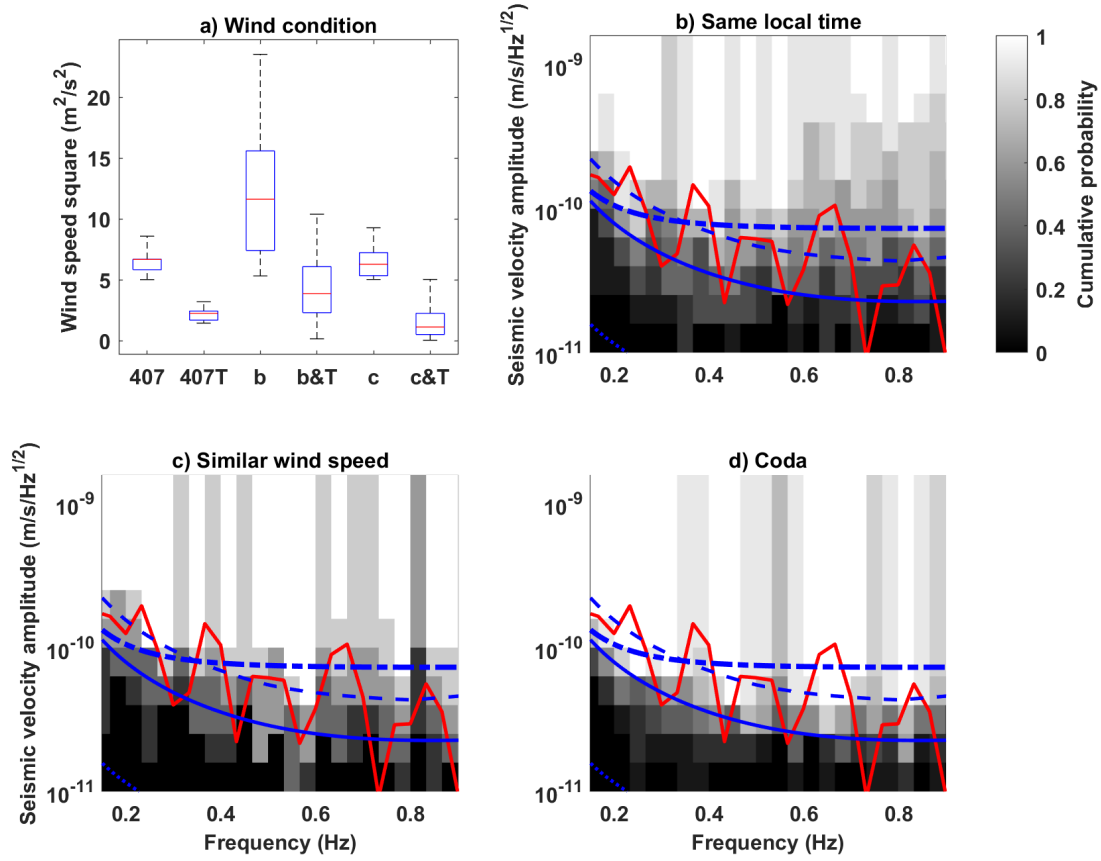 a) Wind condition
Wind speed square (m²/s²)
20
15
10
5
0
407 407T b b&T c c&T
b) Same local time
Seismic velocity amplitude (m/s/Hz^1/2)
10^-9
10^-10
10^-11
0.2 0.4 0.6 0.8
1
0.8
0.6
0.4
0.2
0
Cumulative probability
c) Similar wind speed
Seismic velocity amplitude (m/s/Hz^1/2)
10^-9
10^-10
10^-11
0.2 0.4 0.6 0.8
Frequency (Hz)
d) Coda
10^-9
10^-10
10^-11
0.2 0.4 0.6 0.8
Frequency (Hz)